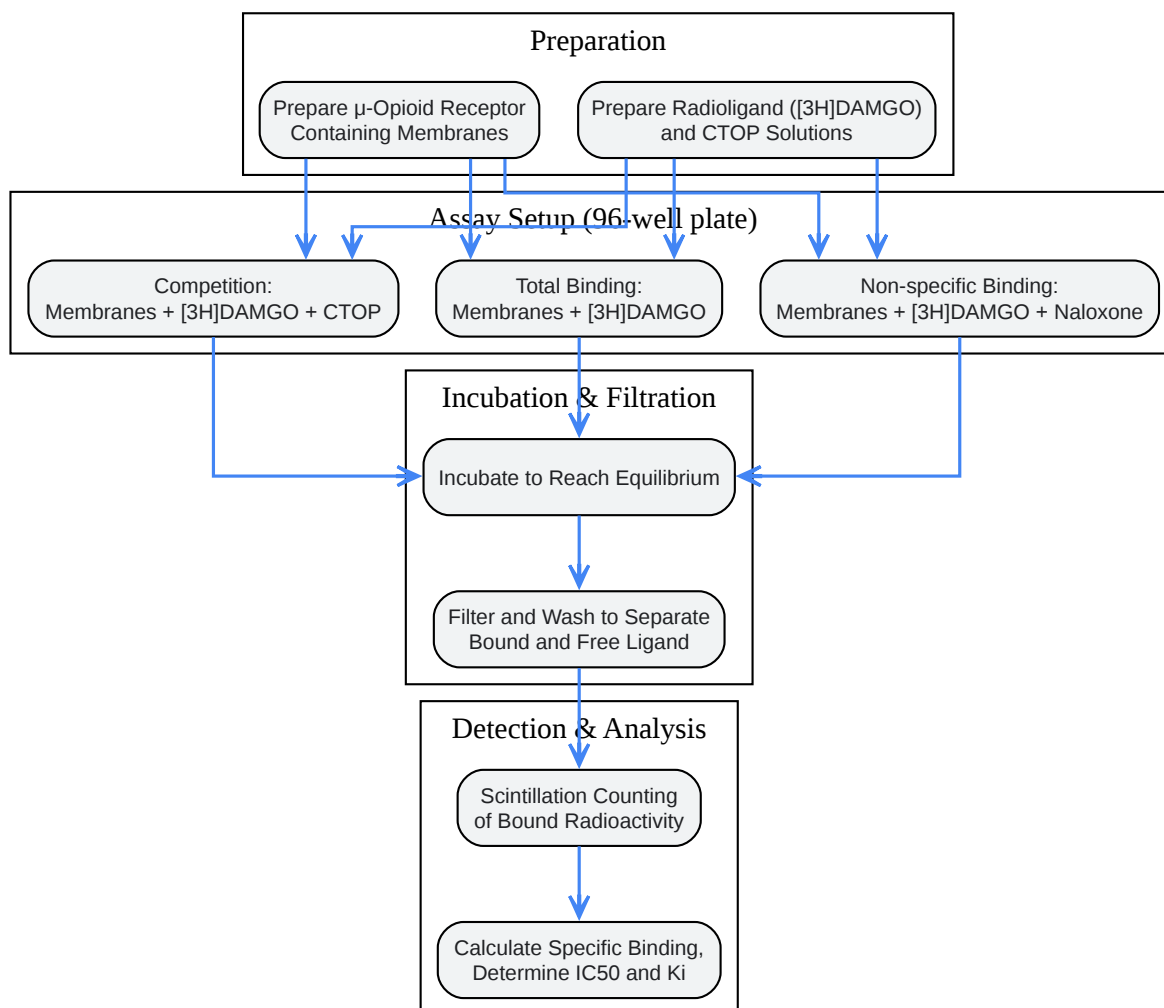 Preparation
Prepare μ-Opioid Receptor
Containing Membranes
Prepare Radioligand ([3H]DAMGO)
and CTOP Solutions
Assay Setup (96-well plate)
Competition:
Membranes + [3H]DAMGO + CTOP
Total Binding:
Membranes + [3H]DAMGO
Non-specific Binding:
Membranes + [3H]DAMGO + Naloxone
Incubation & Filtration
Incubate to Reach Equilibrium
Filter and Wash to Separate
Bound and Free Ligand
Detection & Analysis
Scintillation Counting
of Bound Radioactivity
Calculate Specific Binding,
Determine IC50 and Ki